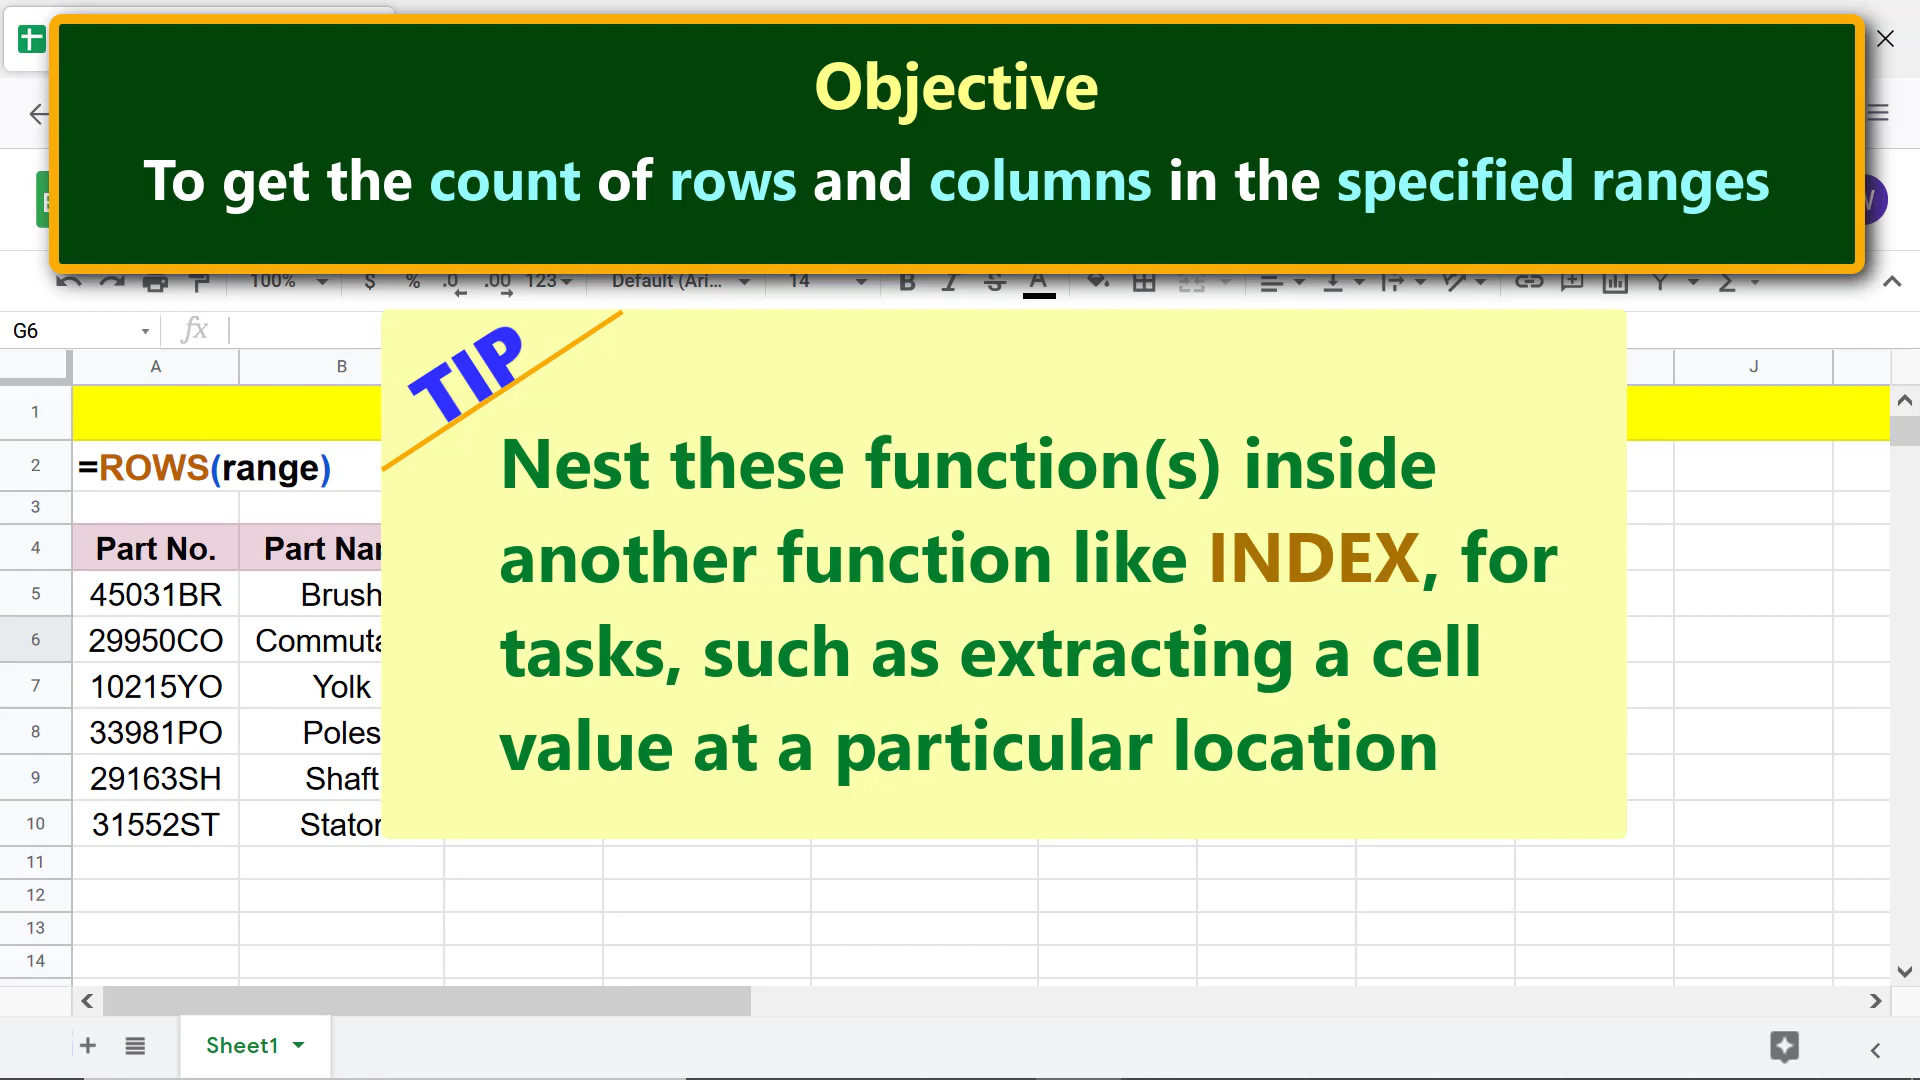 Objective
To get the count of rows and columns in the specified ranges
100% $ % .0 .00 123 Default (Ari... 14 B I S A
G6 fx
A B J
1
2 =ROWS(range)
3
4 Part No. Part Nar
5 45031BR Brush
6 29950CO Commuta
7 10215YO Yolk
8 33981PO Poles
9 29163SH Shaft
10 31552ST Stator
11
12
13
14
TIP
Nest these function(s) inside
another function like INDEX, for
tasks, such as extracting a cell
value at a particular location
Sheet1